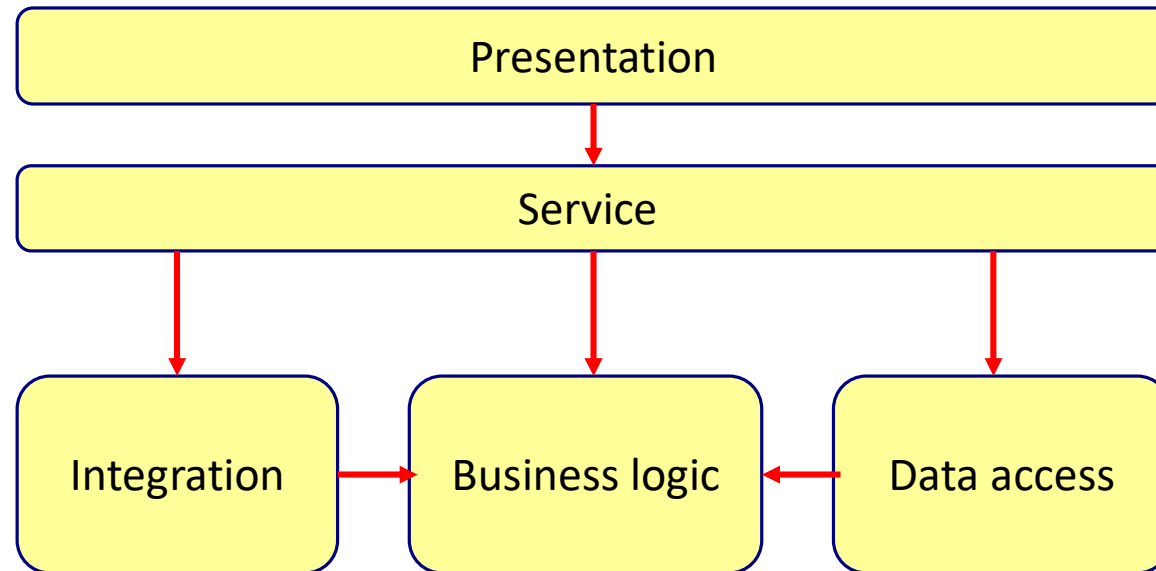 Presentation
Service
Integration
Business logic
Data access